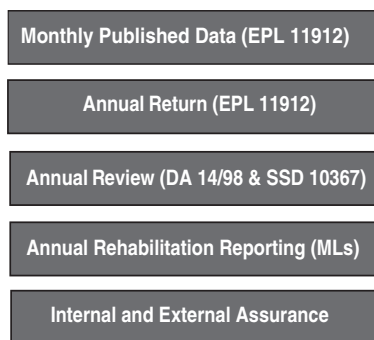 Monthly Published Data (EPL 11912)
Annual Return (EPL 11912)
Annual Review (DA 14/98 & SSD 10367)
Annual Rehabilitation Reporting (MLs)
Internal and External Assurance